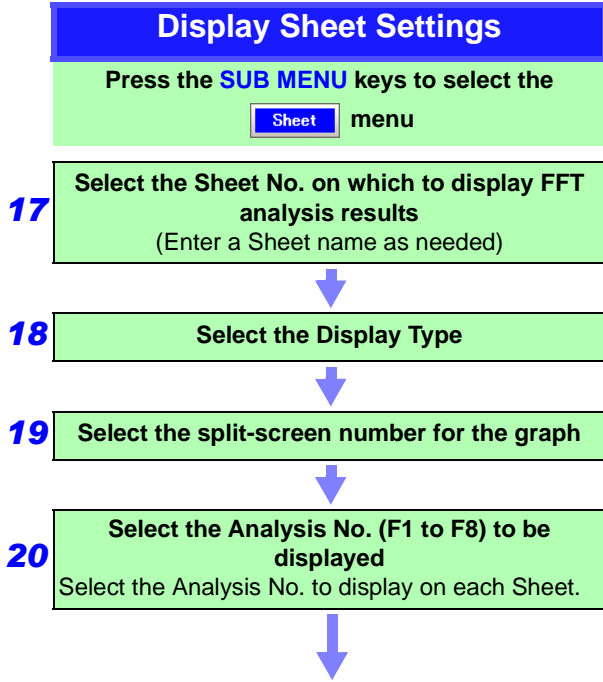 Display Sheet Settings
Press the SUB MENU keys to select the
Sheet menu
17
Select the Sheet No. on which to display FFT
analysis results
(Enter a Sheet name as needed)
18
Select the Display Type
19
Select the split-screen number for the graph
20
Select the Analysis No. (F1 to F8) to be
displayed
Select the Analysis No. to display on each Sheet.